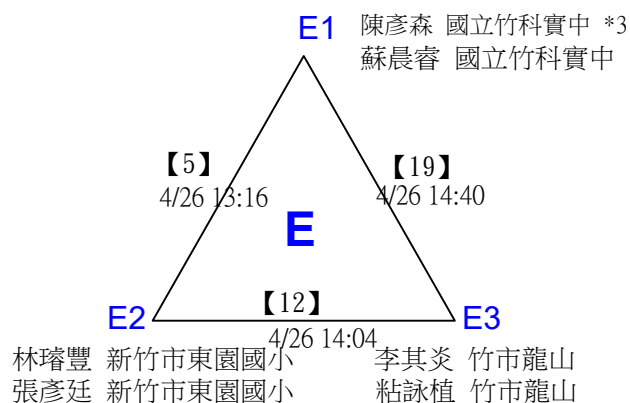 E1 陳彥森 國立竹科實中 *3
蘇晨睿 國立竹科實中
【5】 【19】
4/26 13:16 4/26 14:40
E
【12】
E2 E3
4/26 14:04
林璿豐 新竹市東園國小 李其炎 竹市龍山
張彥廷 新竹市東園國小 粘詠植 竹市龍山